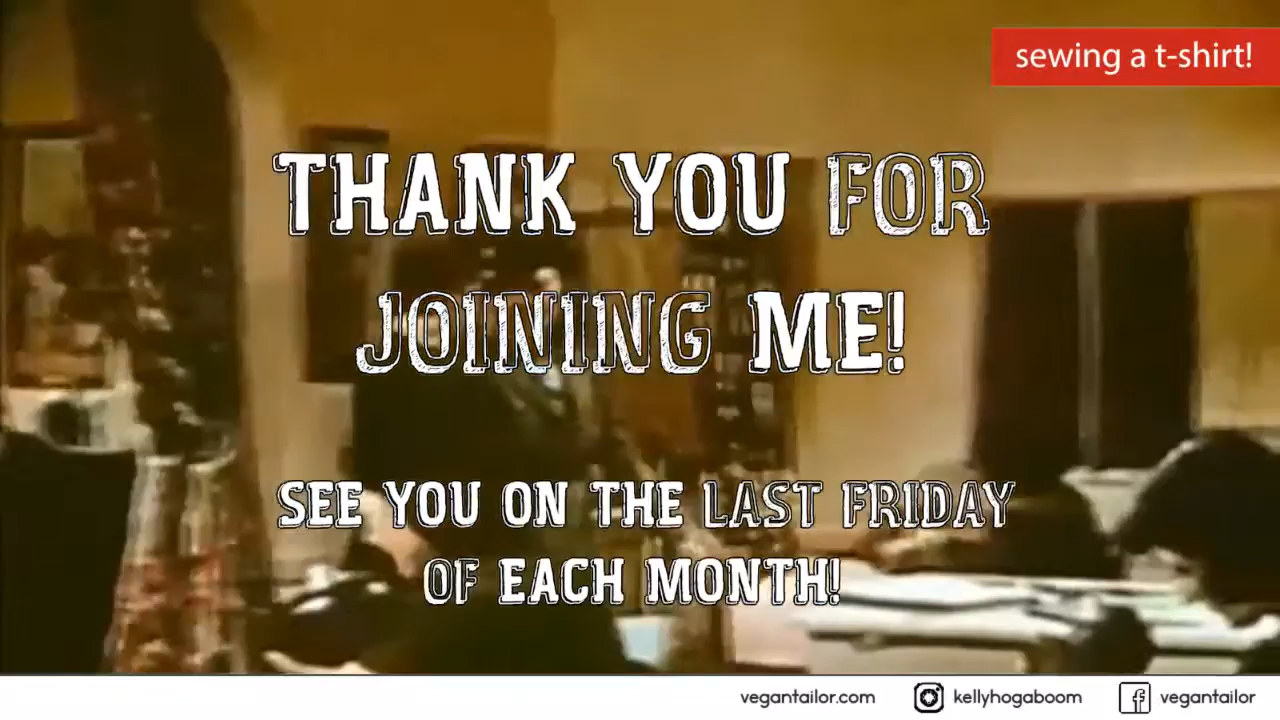 sewing a t-shirt!
THANK YOU FOR
JOINING ME!
SEE YOU ON THE LAST FRIDAY
OF EACH MONTH!
vegantailor.com kellyhogaboom vegantailor